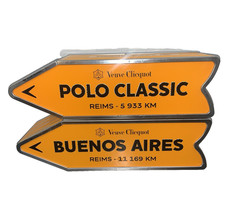 Veuve Clicquot
POLO CLASSIC
REIMS - 5 933 KM
Veuve Clicquot
BUENOS AIRES
REIMS - 11 169 KM